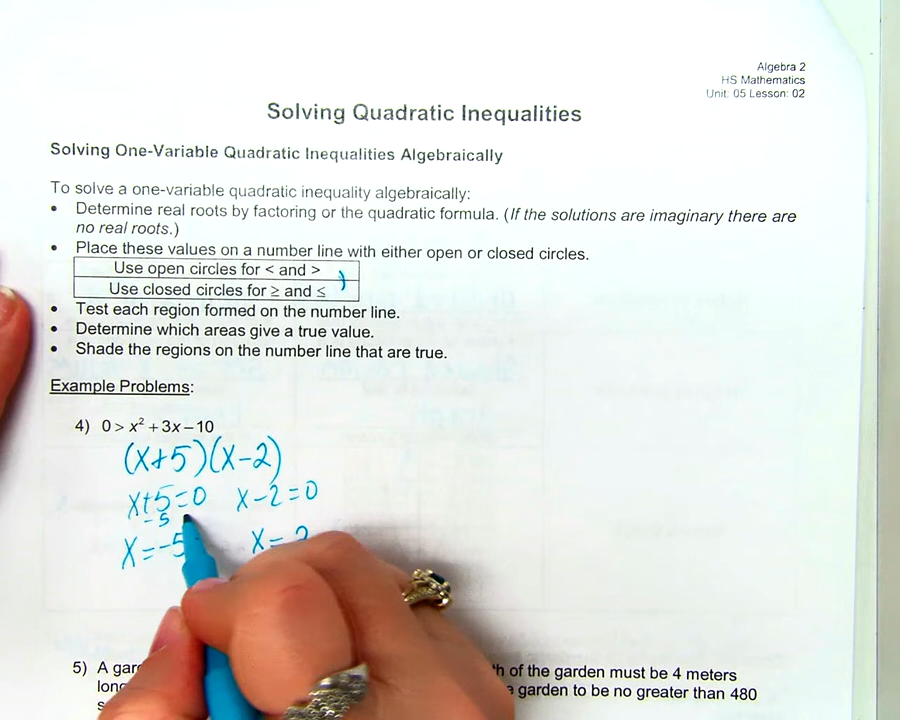 Algebra 2
HS Mathematics
Unit: 05 Lesson: 02
Solving Quadratic Inequalities
Solving One-Variable Quadratic Inequalities Algebraically
To solve a one-variable quadratic inequality algebraically:
• Determine real roots by factoring or the quadratic formula. (If the solutions are imaginary there are
no real roots.)
• Place these values on a number line with either open or closed circles.
Use open circles for < and >
Use closed circles for ≥ and ≤
• Test each region formed on the number line.
• Determine which areas give a true value.
• Shade the regions on the number line that are true.
Example Problems:
4) 0 > x² + 3x – 10
(x+5)(x-2)
x+5=0 x-2=0
-5
x=-5 x=
5) A h of the garden must be 4 meters
garden to be no greater than 480